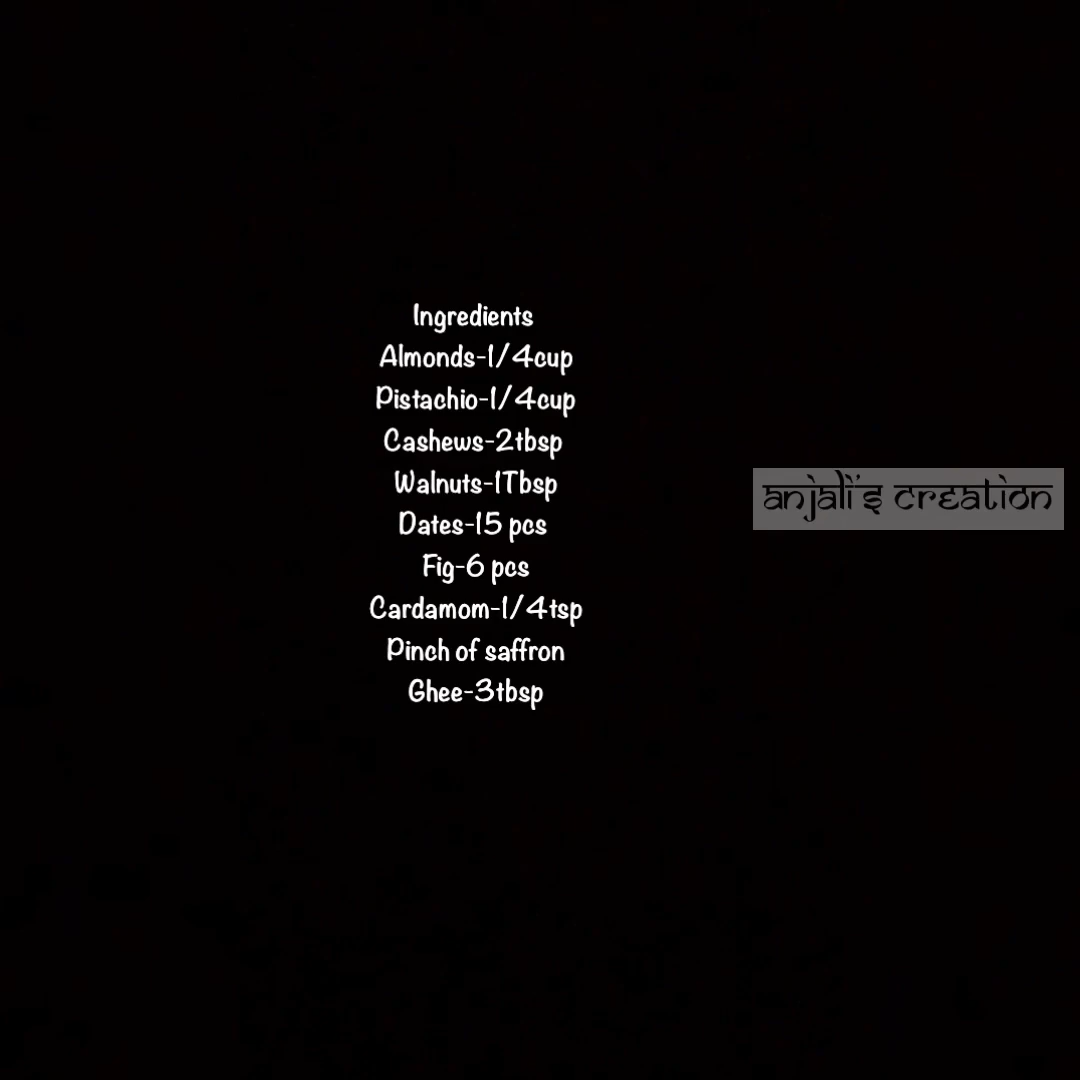 Ingredients
Almonds-1/4cup
Pistachio-1/4cup
Cashews-2tbsp
Walnuts-1Tbsp
Dates-15 pcs
Fig-6 pcs
Cardamom-1/4tsp
Pinch of saffron
Ghee-3tbsp
anjali's creation